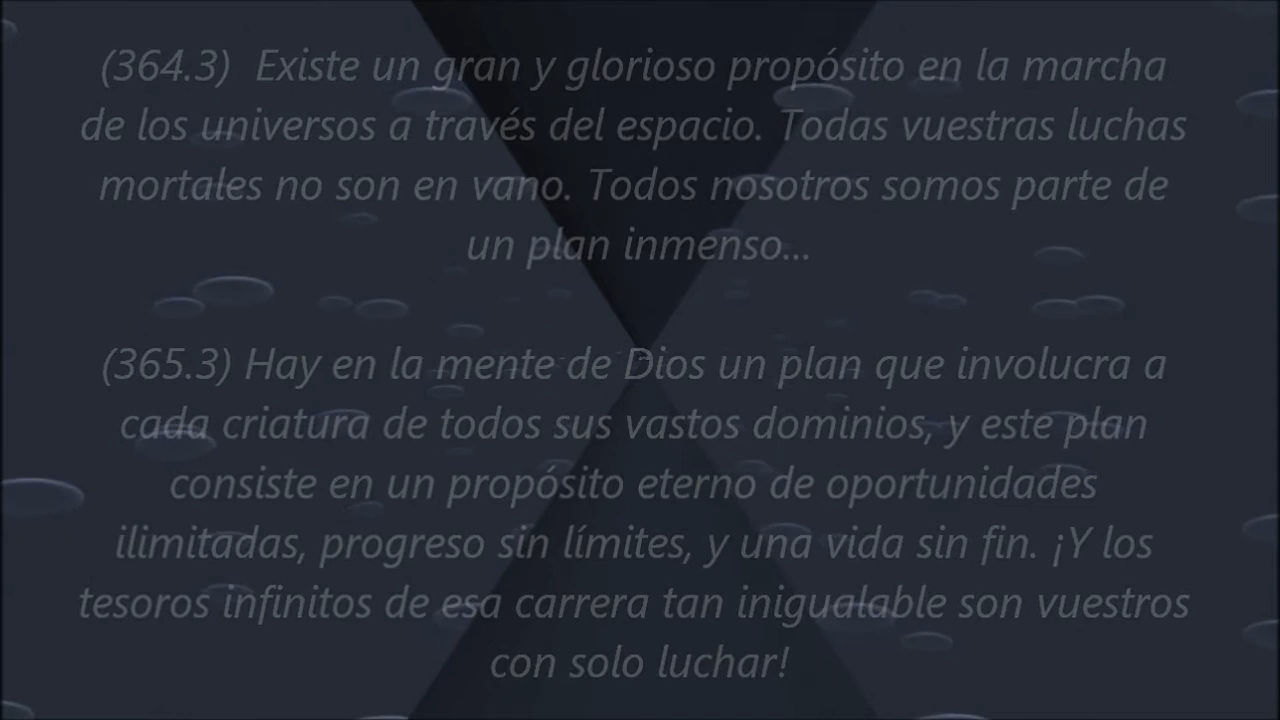 (364.3) Existe un gran y glorioso propósito en la marcha
de los universos a través del espacio. Todas vuestras luchas
mortales no son en vano. Todos nosotros somos parte de
un plan inmenso...
(365.3) Hay en la mente de Dios un plan que involucra a
cada criatura de todos sus vastos dominios, y este plan
consiste en un propósito eterno de oportunidades
ilimitadas, progreso sin límites, y una vida sin fin. ¡Y los
tesoros infinitos de esa carrera tan inigualable son vuestros
con solo luchar!